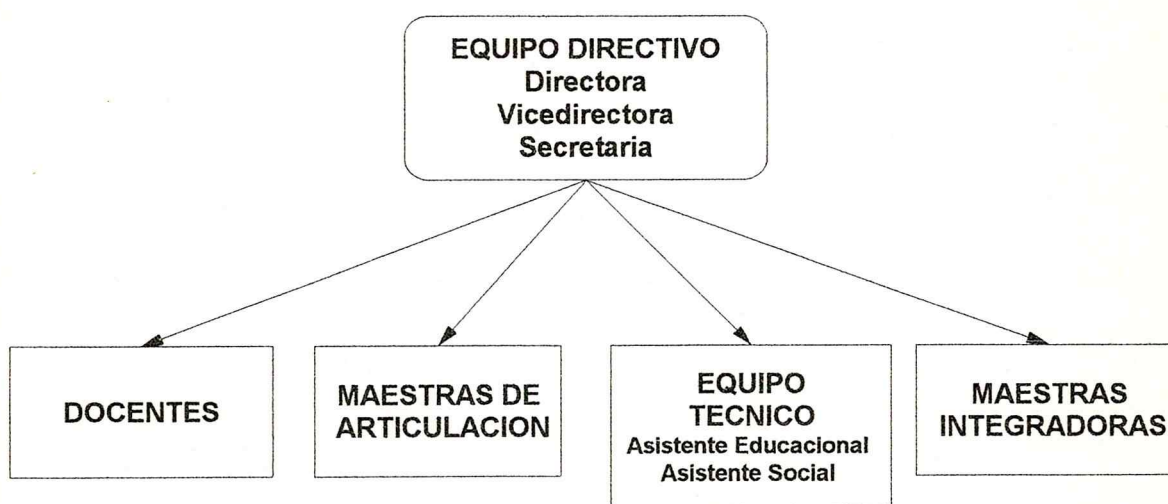 EQUIPO DIRECTIVO
Directora
Vicedirectora
Secretaria
DOCENTES
MAESTRAS DE
ARTICULACION
EQUIPO
TECNICO
Asistente Educacional
Asistente Social
MAESTRAS
INTEGRADORAS